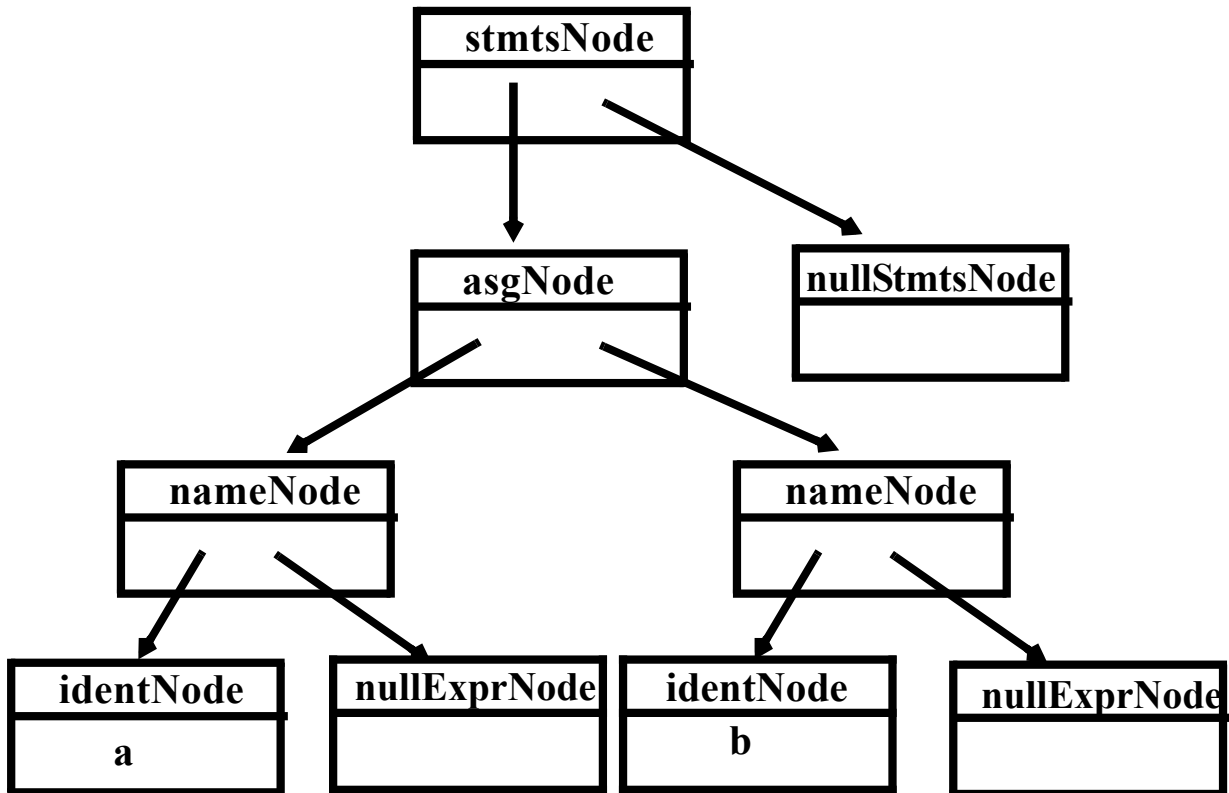 stmtsNode
asgNode
nullStmtsNode
nameNode
nameNode
identNode
a
nullExprNode
identNode
b
nullExprNode